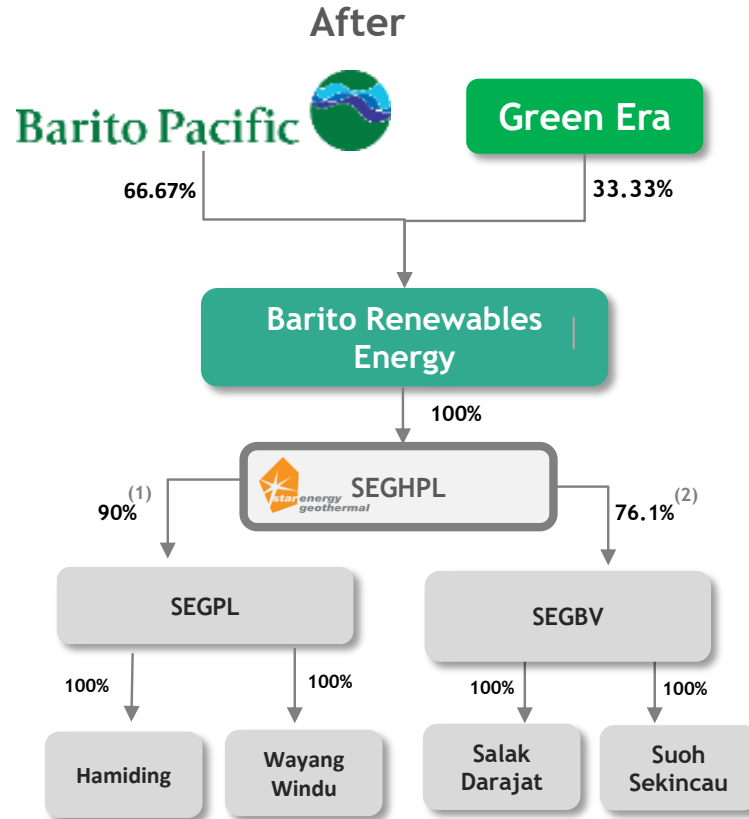 After
Barito Pacific
Green Era
66.67%
33.33%
Barito Renewables
Energy
100%
star energy
geothermal
SEGHPL
(1)
90%
76.1%(2)
SEGPL
SEGBV
100%
100%
100%
100%
Hamiding
Wayang
Windu
Salak
Darajat
Suoh
Sekincau